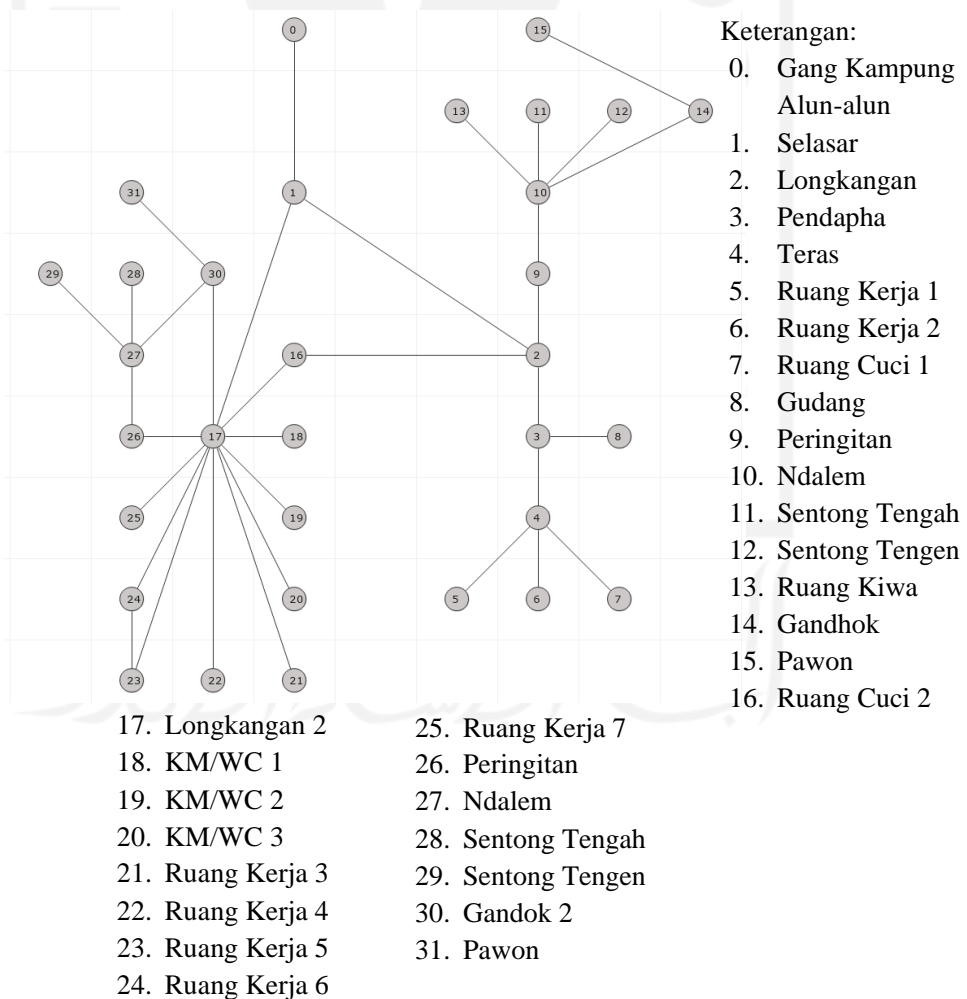 0
15
13
11
12
14
31
1
10
29
28
30
9
27
16
2
26
17
18
3
8
25
19
4
24
20
5
6
7
23
22
21
Keterangan:
0. Gang Kampung
Alun-alun
1. Selasar
2. Longkangan
3. Pendapha
4. Teras
5. Ruang Kerja 1
6. Ruang Kerja 2
7. Ruang Cuci 1
8. Gudang
9. Peringitan
10. Ndalem
11. Sentong Tengah
12. Sentong Tengen
13. Ruang Kiwa
14. Gandhok
15. Pawon
16. Ruang Cuci 2
17. Longkangan 2
18. KM/WC 1
19. KM/WC 2
20. KM/WC 3
21. Ruang Kerja 3
22. Ruang Kerja 4
23. Ruang Kerja 5
24. Ruang Kerja 6
25. Ruang Kerja 7
26. Peringitan
27. Ndalem
28. Sentong Tengah
29. Sentong Tengen
30. Gandok 2
31. Pawon